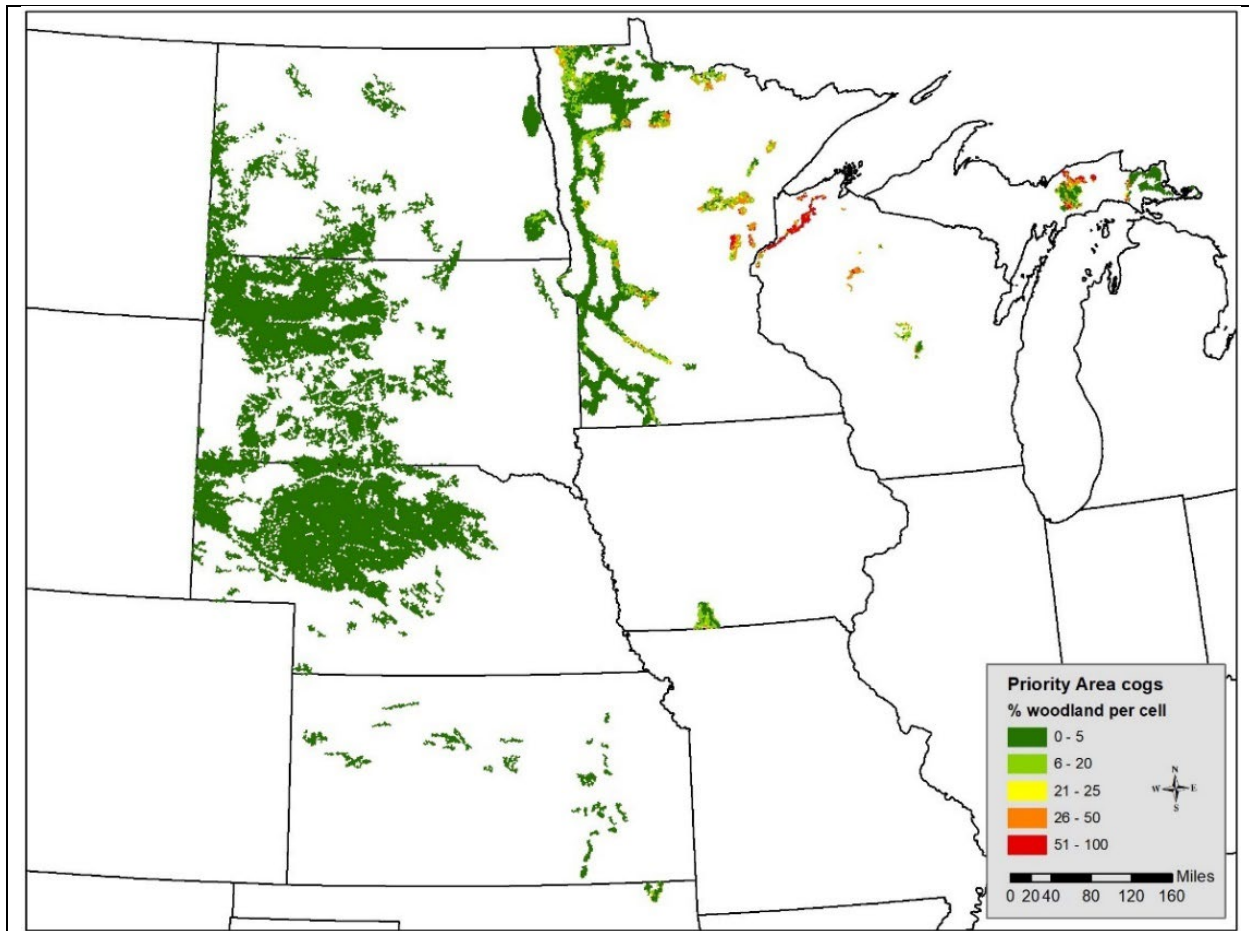 Priority Area cogs
% woodland per cell
0 - 5
6 - 20
21 - 25
26 - 50
51 - 100
N
W E
S
Miles
0 20 40 80 120 160